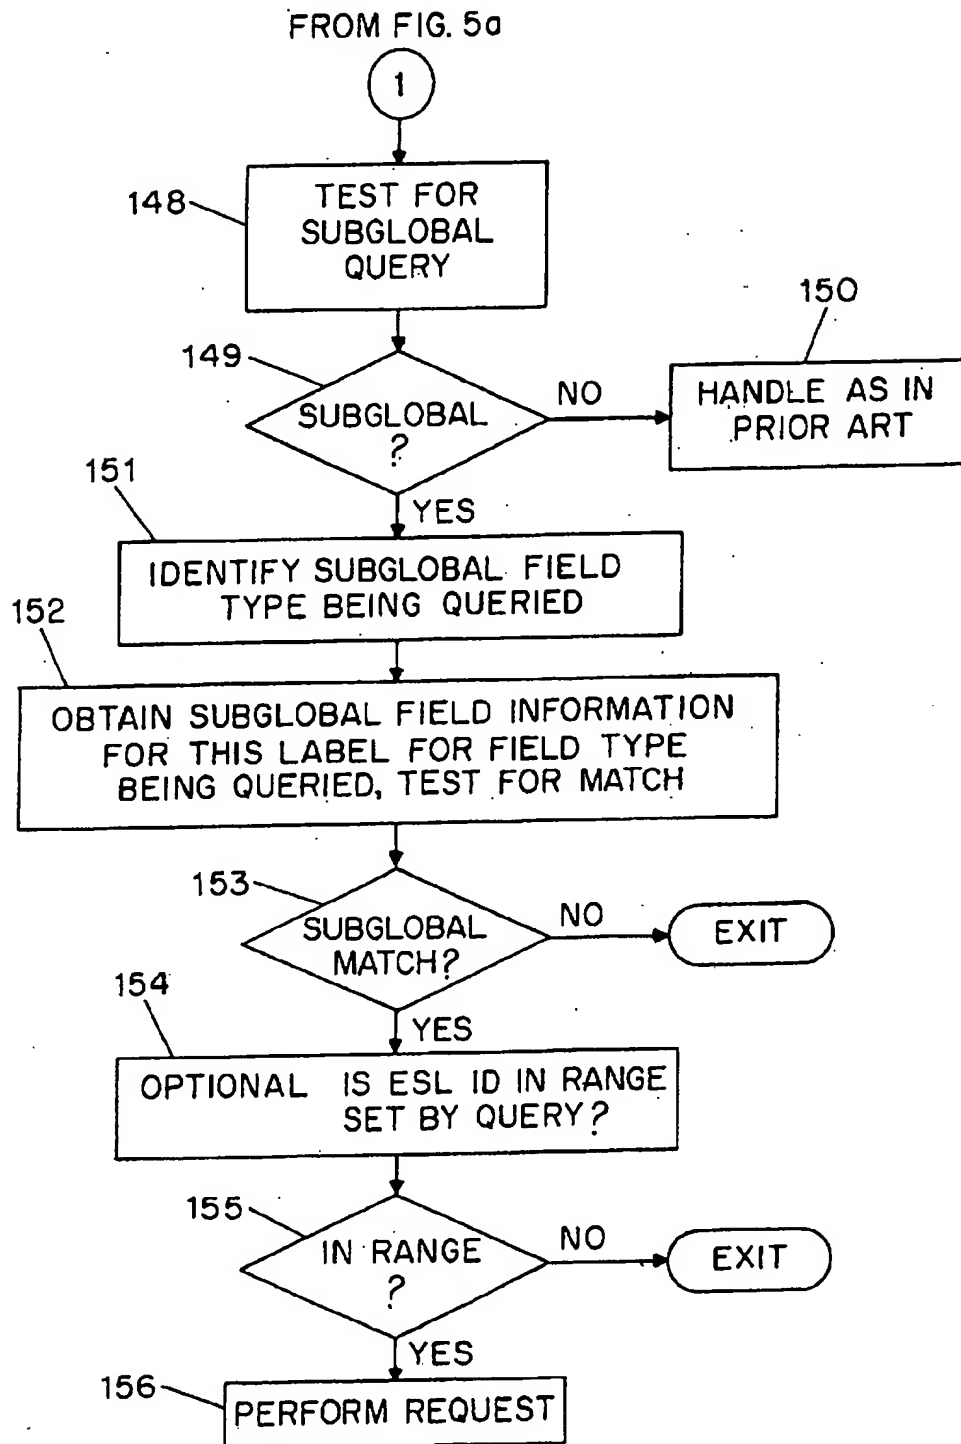 FROM FIG. 5a
1
148
TEST FOR
SUBGLOBAL
QUERY
149
SUBGLOBAL
?
NO
150
HANDLE AS IN
PRIOR ART
YES
151
IDENTIFY SUBGLOBAL FIELD
TYPE BEING QUERIED
152
OBTAIN SUBGLOBAL FIELD INFORMATION
FOR THIS LABEL FOR FIELD TYPE
BEING QUERIED, TEST FOR MATCH
153
SUBGLOBAL
MATCH?
NO
EXIT
YES
154
OPTIONAL IS ESL ID IN RANGE
SET BY QUERY?
155
IN RANGE
?
NO
EXIT
YES
156
PERFORM REQUEST